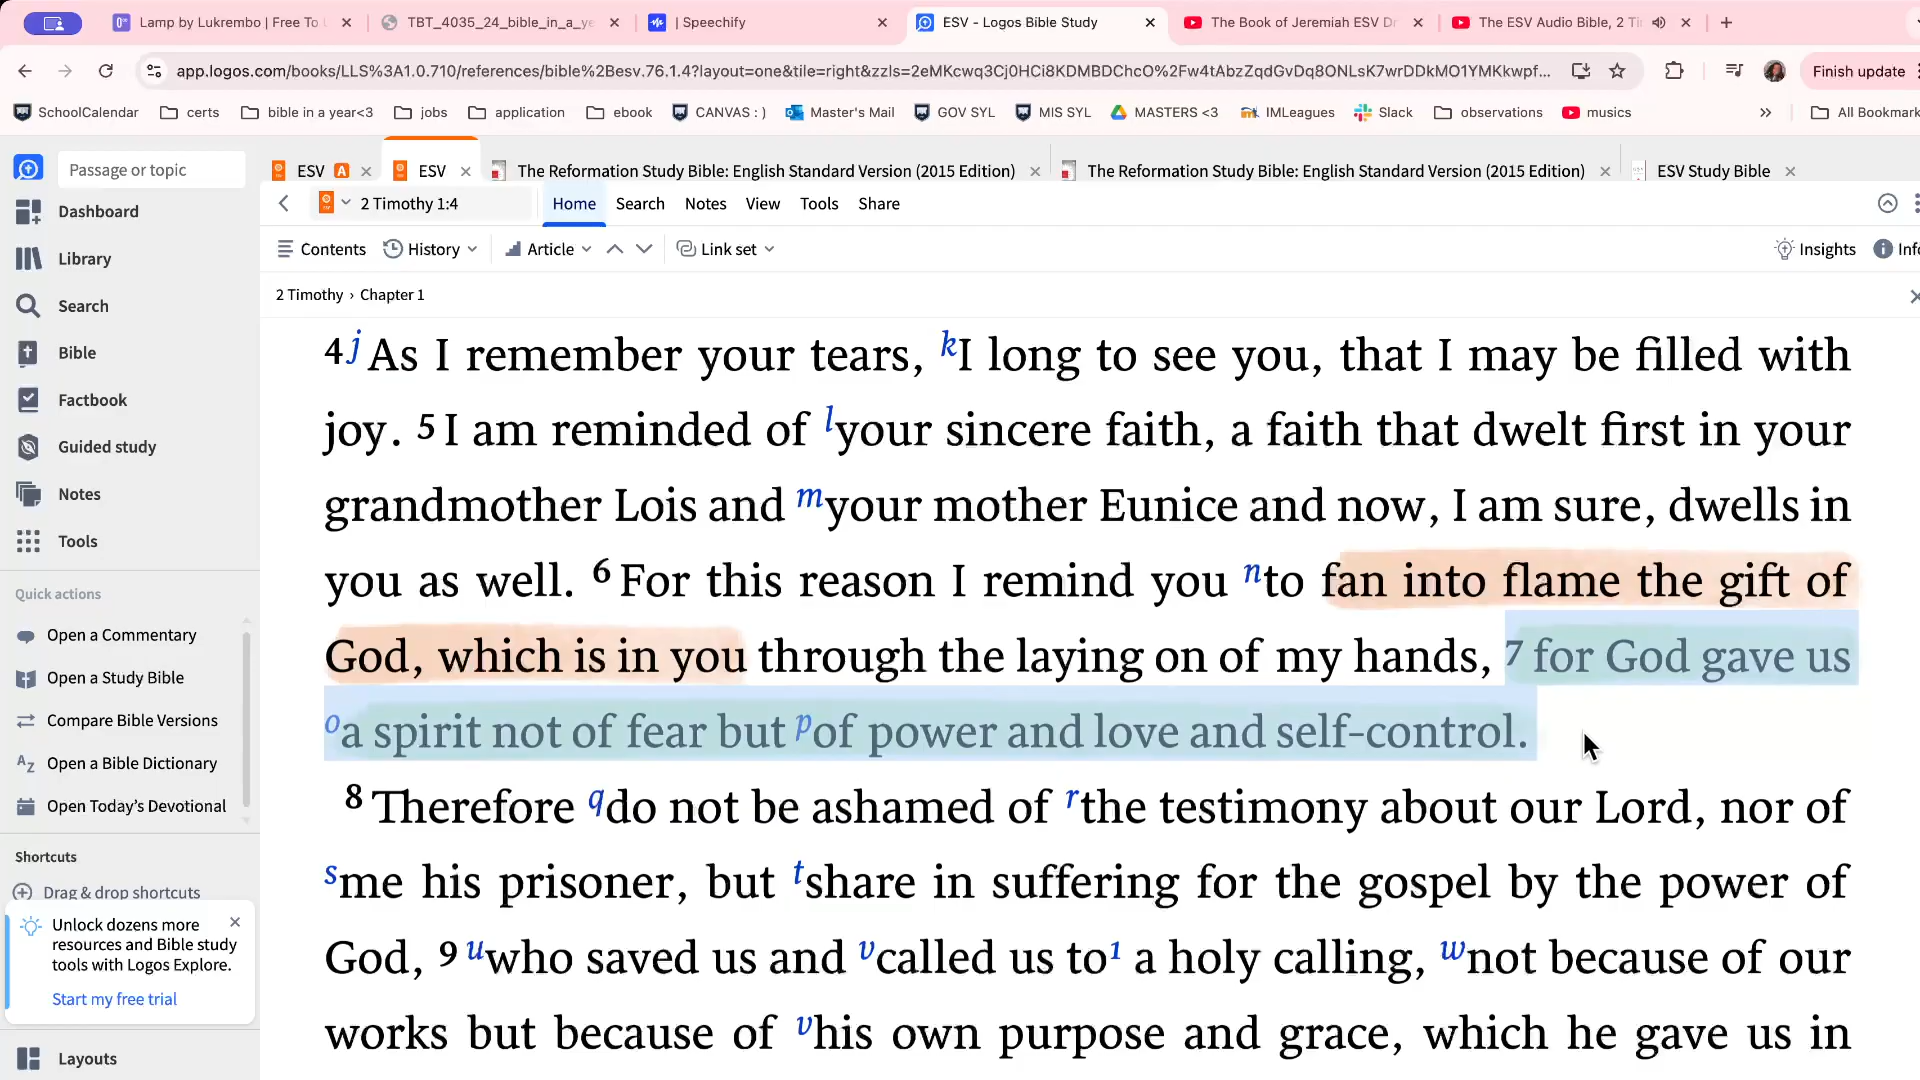 Lamp by Lukrembo | Free To
TBT_4035_24_bible_in_a_ye
| Speechify
ESV - Logos Bible Study
The Book of Jeremiah ESV Dr
The ESV Audio Bible, 2 Ti
app.logos.com/books/LLS%3A1.0.710/references/bible%2Besv.76.1.4?layout=one&tile=right&zzls=2eMKcwq3Cj0HCi8KDMBDChcO%2Fw4tAbzZqdGvDq8ONLsK7wrDDkMO1YMKkwpf...
Finish update
SchoolCalendar
certs
bible in a year<3
jobs
application
ebook
CANVAS : )
Master's Mail
GOV SYL
MIS SYL
MASTERS <3
IMLeagues
Slack
observations
musics
»
All Bookmark
Passage or topic
ESV A
ESV
The Reformation Study Bible: English Standard Version (2015 Edition)
The Reformation Study Bible: English Standard Version (2015 Edition)
ESV Study Bible
2 Timothy 1:4
Home
Search
Notes
View
Tools
Share
Contents
History
Article
Link set
Insights
Info
2 Timothy › Chapter 1
Dashboard
Library
Search
Bible
Factbook
Guided study
Notes
Tools
Quick actions
Open a Commentary
Open a Study Bible
Compare Bible Versions
Open a Bible Dictionary
Open Today's Devotional
Shortcuts
Drag & drop shortcuts
Unlock dozens more
resources and Bible study
tools with Logos Explore.
Start my free trial
Layouts
4 j As I remember your tears, k I long to see you, that I may be filled with
joy. 5 I am reminded of l your sincere faith, a faith that dwelt first in your
grandmother Lois and m your mother Eunice and now, I am sure, dwells in
you as well. 6 For this reason I remind you n to fan into flame the gift of
God, which is in you through the laying on of my hands, 7 for God gave us
o a spirit not of fear but p of power and love and self-control.
8 Therefore q do not be ashamed of r the testimony about our Lord, nor of
s me his prisoner, but t share in suffering for the gospel by the power of
God, 9 u who saved us and v called us to 1 a holy calling, w not because of our
works but because of v his own purpose and grace, which he gave us in